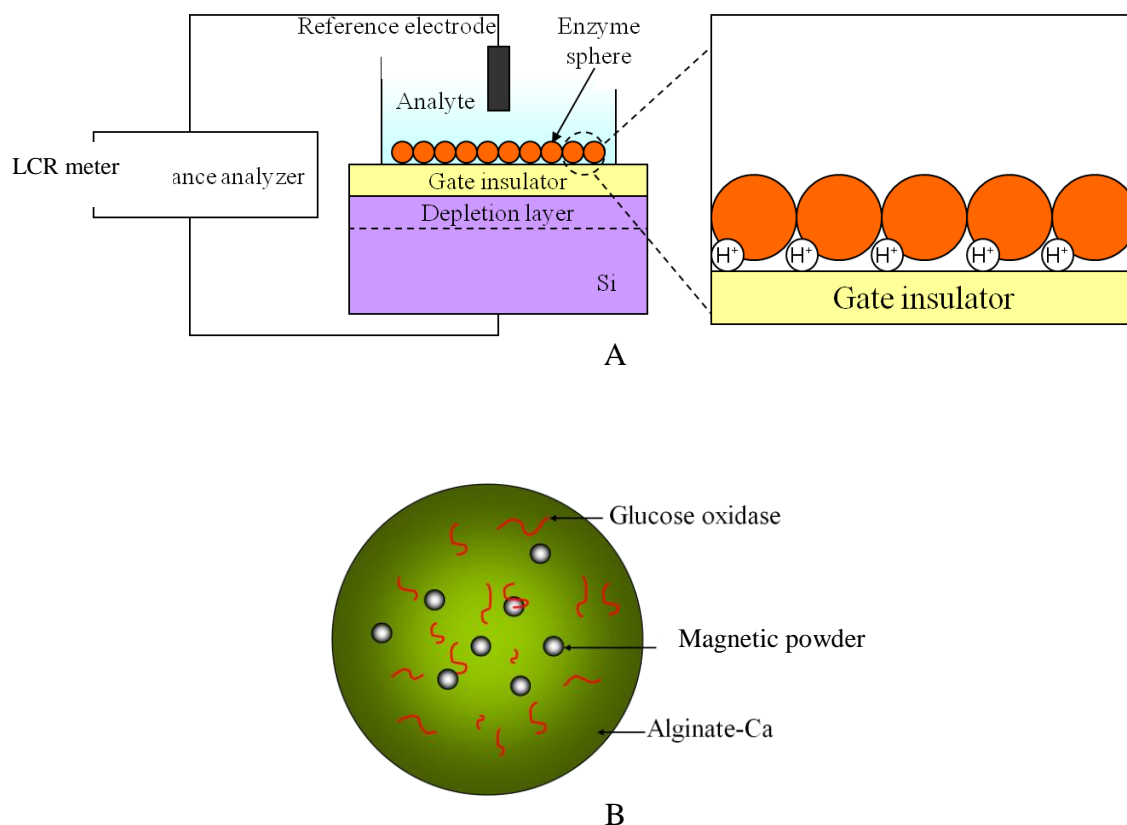 Reference electrode
Enzyme
sphere
Analyte
LCR meter
ance analyzer
Gate insulator
Depletion layer
Si
H⁺ H⁺ H⁺ H⁺ H⁺
Gate insulator
A
Glucose oxidase
Magnetic powder
Alginate-Ca
B